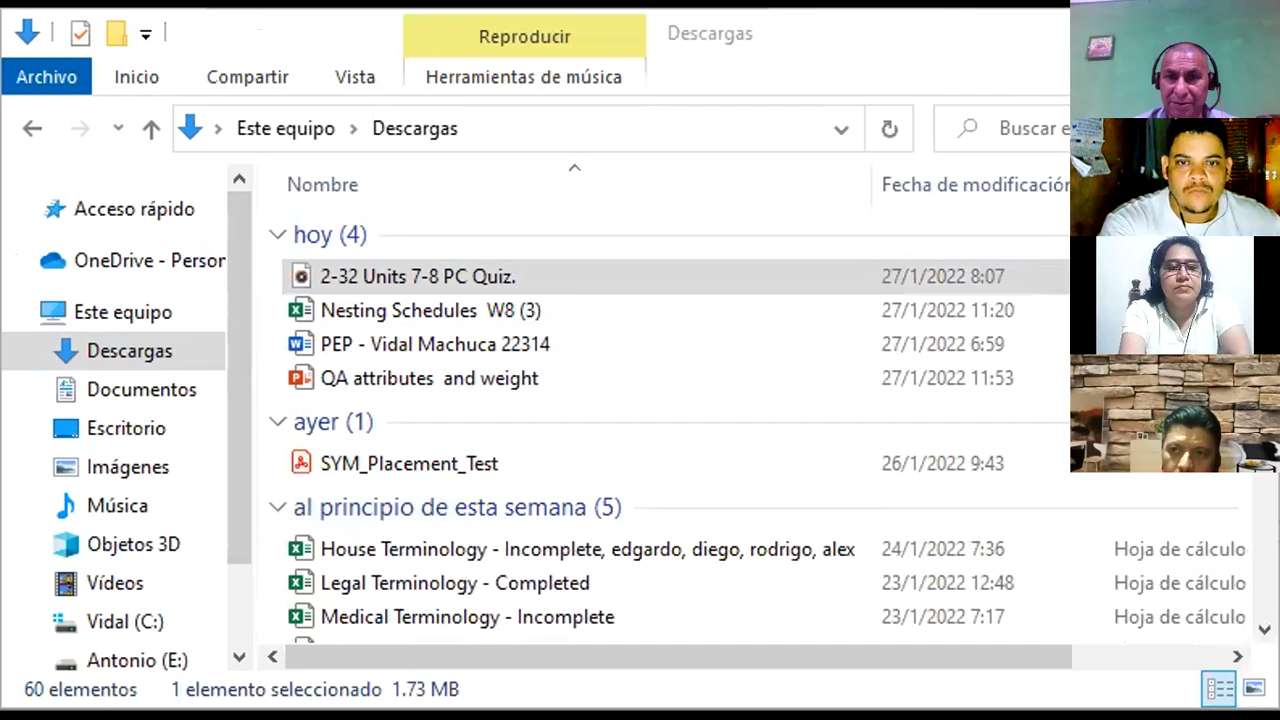 Reproducir
Descargas
Archivo
Inicio
Compartir
Vista
Herramientas de música
Este equipo
Descargas
Buscar e
Nombre
Fecha de modificación
Acceso rápido
OneDrive - Person
Este equipo
Descargas
Documentos
Escritorio
Imágenes
Música
Objetos 3D
Vídeos
Vidal (C:)
Antonio (E:)
hoy (4)
2-32 Units 7-8 PC Quiz. 27/1/2022 8:07
Nesting Schedules W8 (3) 27/1/2022 11:20
PEP - Vidal Machuca 22314 27/1/2022 6:59
QA attributes and weight 27/1/2022 11:53
ayer (1)
SYM_Placement_Test 26/1/2022 9:43
al principio de esta semana (5)
House Terminology - Incomplete, edgardo, diego, rodrigo, alex 24/1/2022 7:36 Hoja de cálculo
Legal Terminology - Completed 23/1/2022 12:48 Hoja de cálculo
Medical Terminology - Incomplete 23/1/2022 7:17 Hoja de cálculo
60 elementos 1 elemento seleccionado 1.73 MB